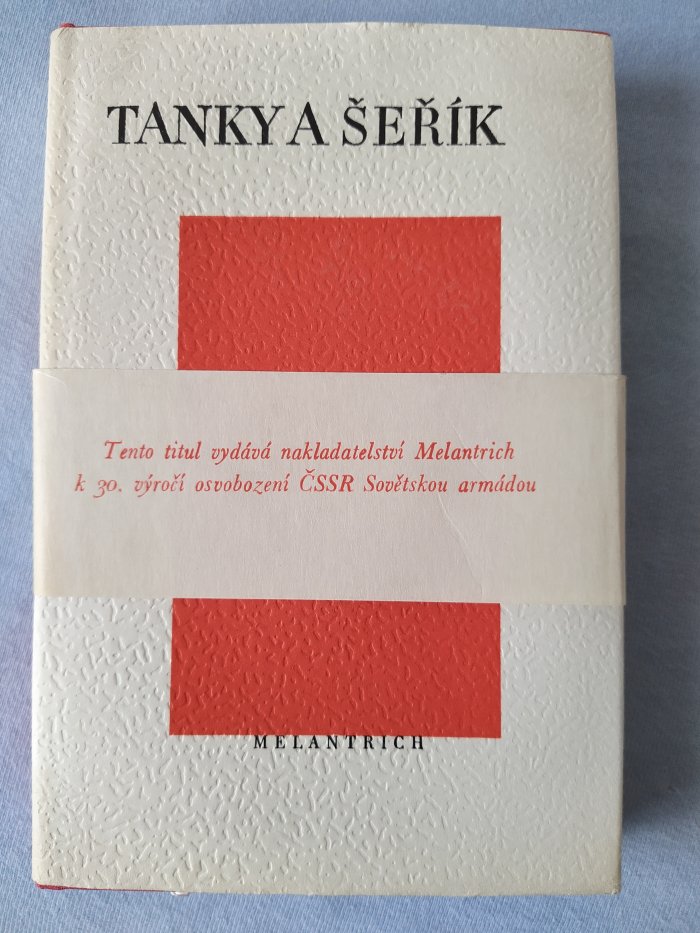 TANKY A ŠEŘÍK
Tento titul vydává nakladatelství Melantrich
k 30. výročí osvobození ČSSR Sovětskou armádou
MELANTRICH